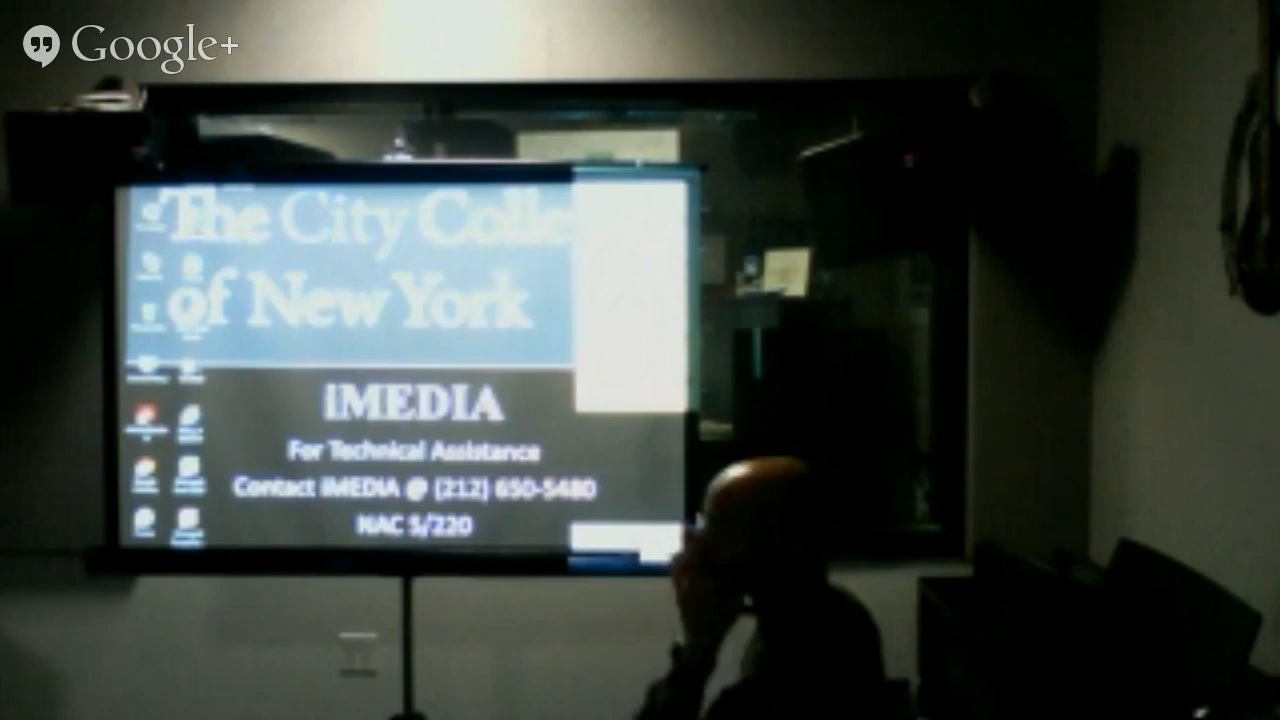 Google+
The City Colle
of New York
iMEDIA
For Technical Assistance
Contact iMEDIA @ (212) 650-5480
NAC 5/220